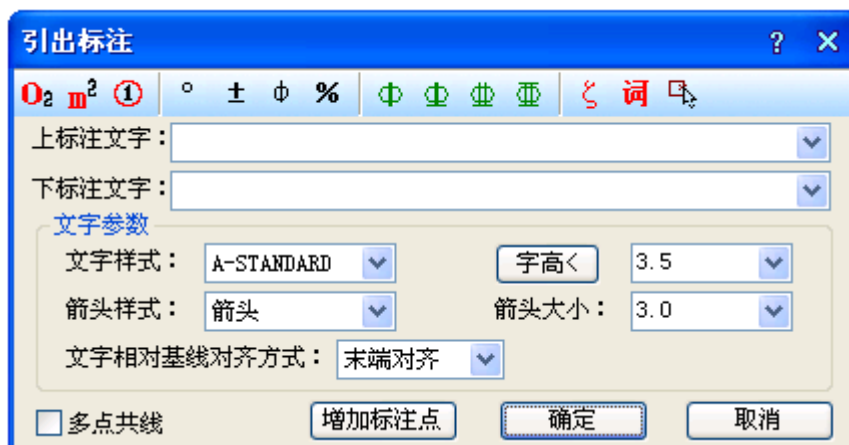 引出标注
O₂ m² ① ° ± ф % ζ 词
上标注文字：
下标注文字：
文字参数
文字样式： A-STANDARD 字高< 3.5
箭头样式： 箭头 箭头大小： 3.0
文字相对基线对齐方式： 末端对齐
多点共线 增加标注点 确定 取消